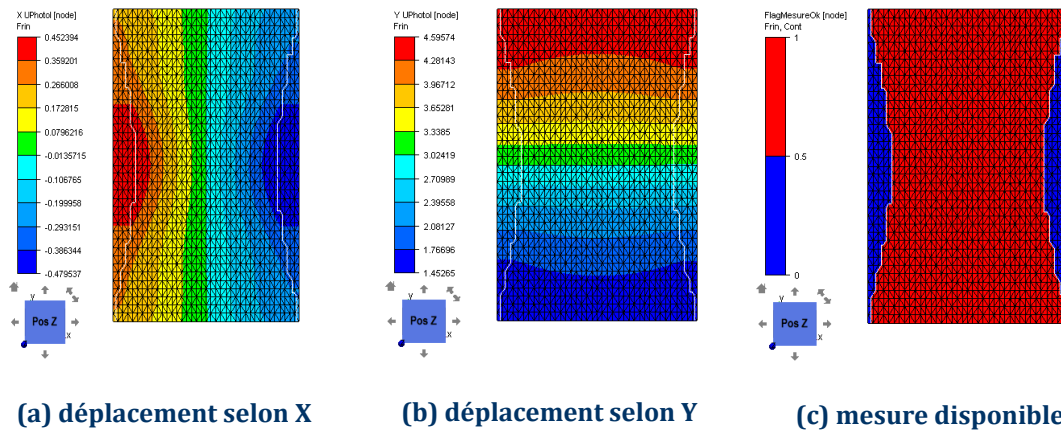 X UPhotol [node]
Frin
0.452394
0.359201
0.266008
0.172815
0.0796216
-0.0135715
-0.106765
-0.199958
-0.293151
-0.386344
-0.479537
y
Pos Z
x
Y UPhotol [node]
Frin
4.59574
4.28143
3.96712
3.65281
3.3385
3.02419
2.70989
2.39558
2.08127
1.76696
1.45265
y
Pos Z
x
FlagMesureOk [node]
Frin, Cont
1
0.5
0
y
Pos Z
x
(a) déplacement selon X
(b) déplacement selon Y
(c) mesure disponible